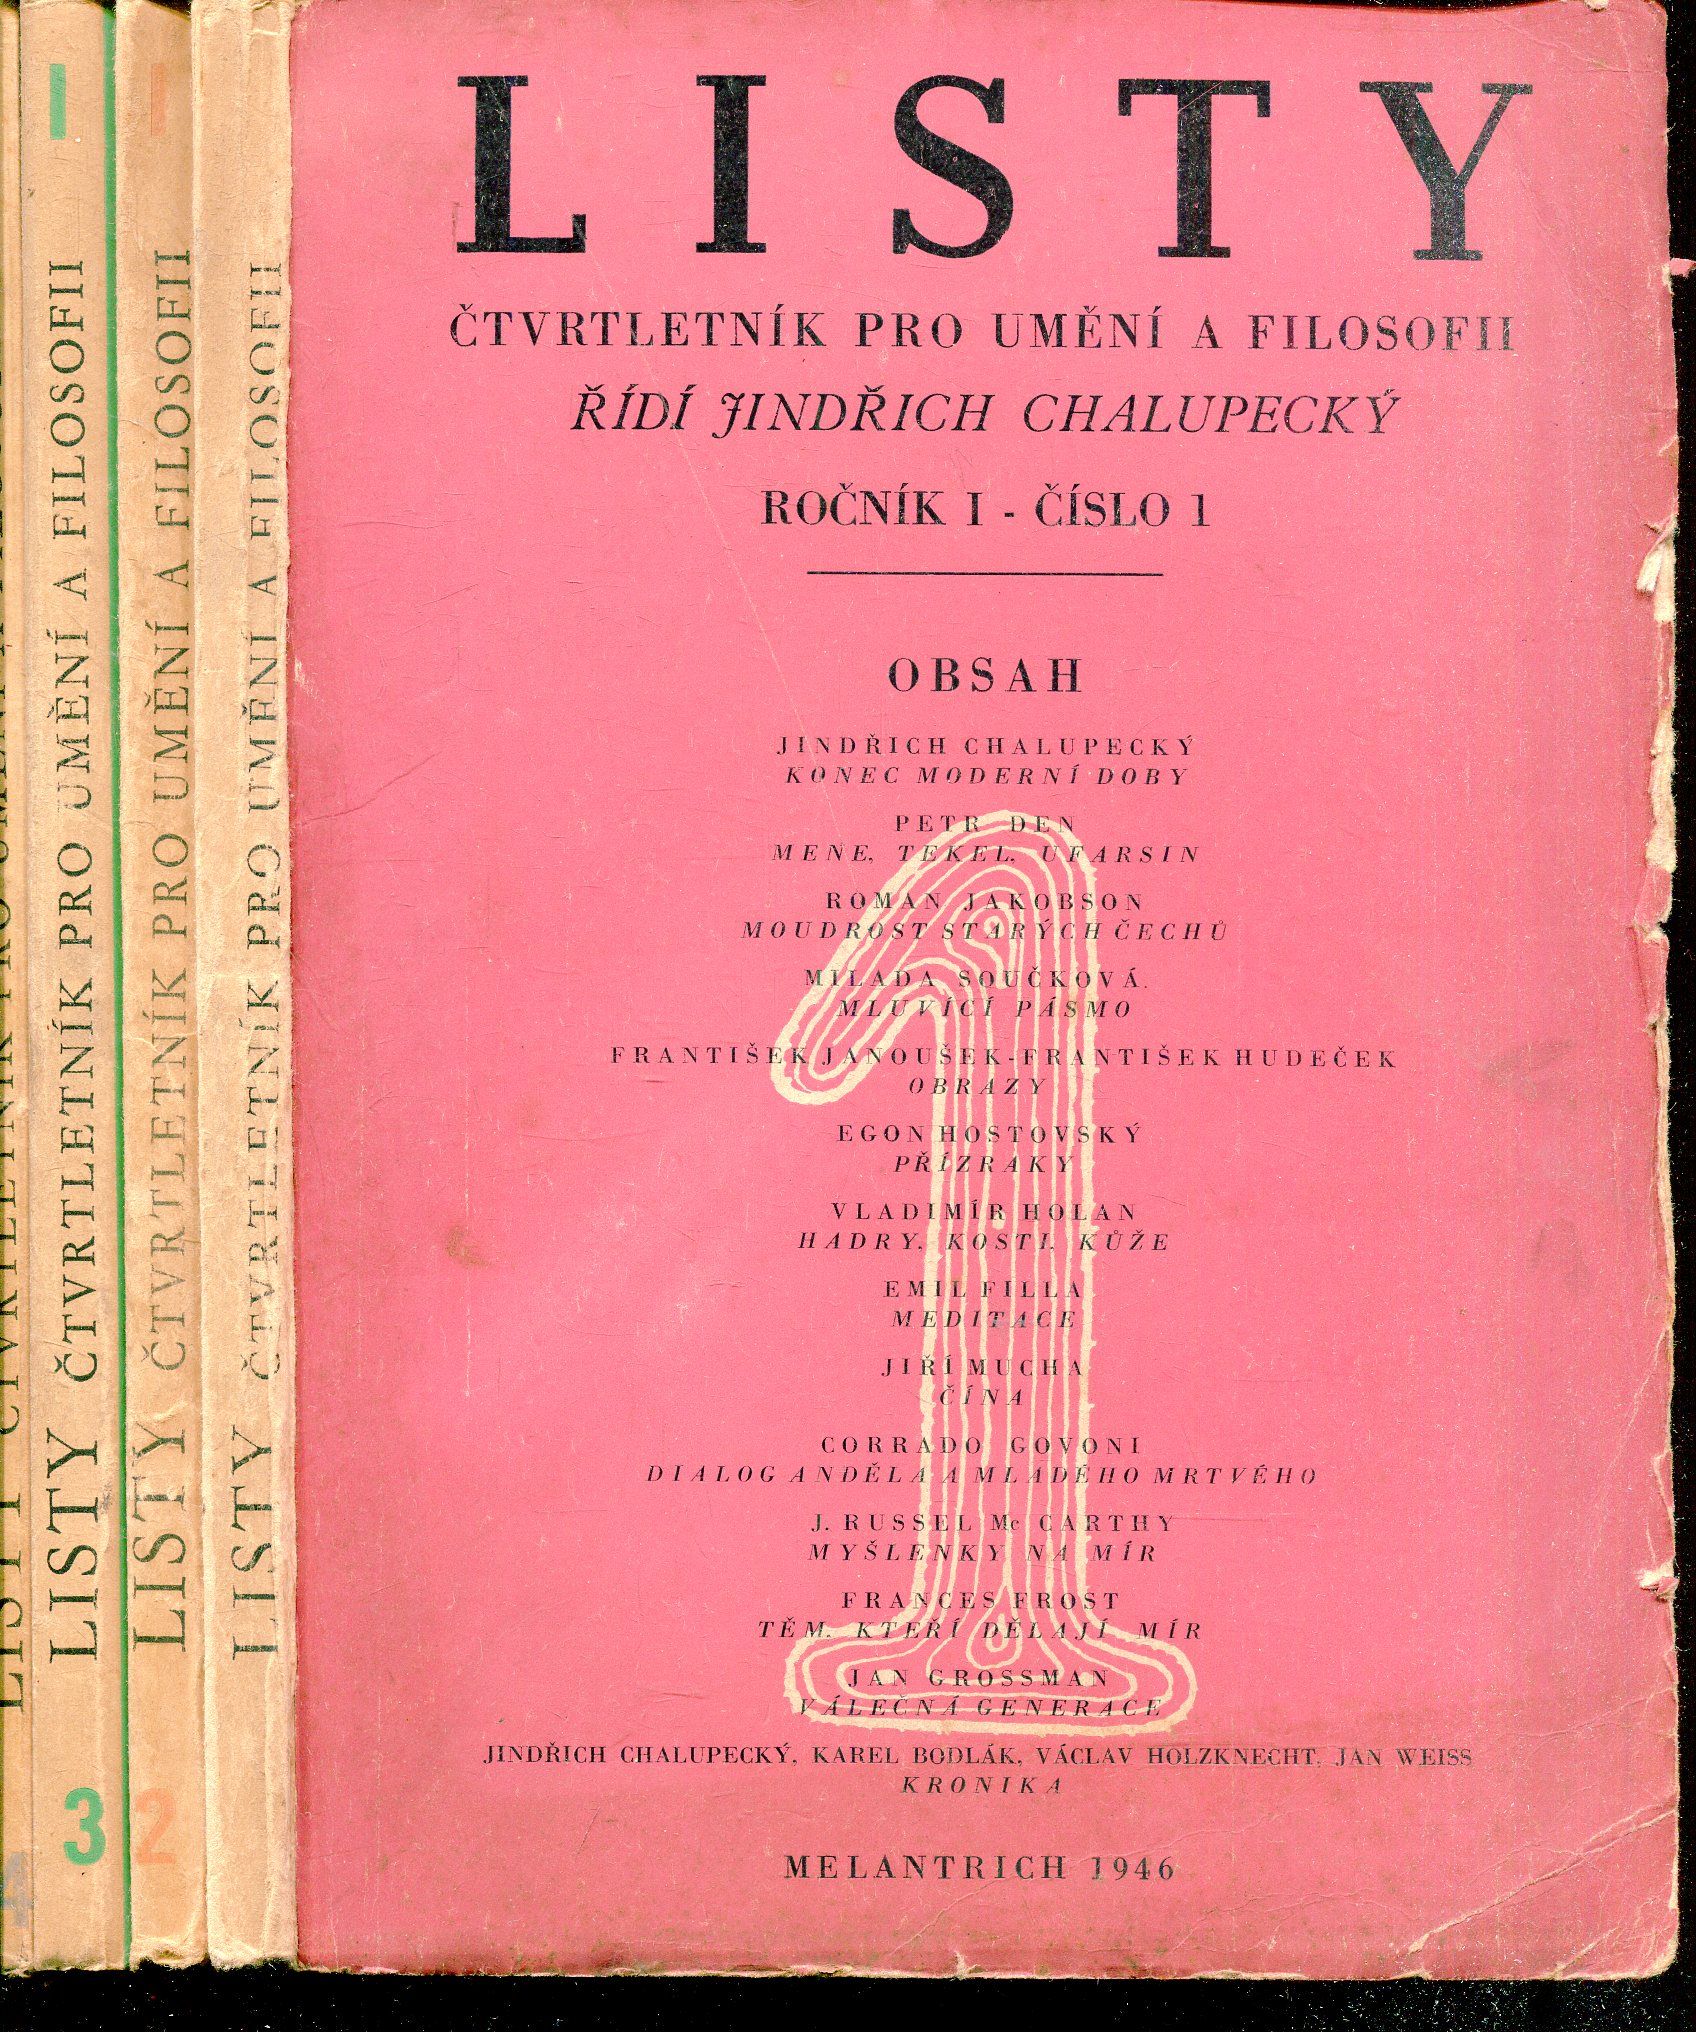 LISTY
ČTVRTLETNÍK PRO UMĚNÍ A FILOSOFII
ŘÍDÍ JINDŘICH CHALUPECKÝ
ROČNÍK I - ČÍSLO 1
OBSAH
JINDŘICH CHALUPECKÝ
KONEC MODERNÍ DOBY
PETR DEN
MENE, TEKEL, UFARSIN
ROMAN JAKOBSON
MOUDROST STARÝCH ČECHŮ
MILADA SOUČKOVÁ
MLUVÍCÍ PÁSMO
FRANTIŠEK JANOUŠEK-FRANTIŠEK HUDEČEK
OBRAZY
EGON HOSTOVSKÝ
PŘÍZRAKY
VLADIMÍR HOLAN
HADRY, KOSTI, KŮŽE
EMIL FILLA
MEDITACE
JIŘÍ MUCHA
ČÍNA
CORRADO GOVONI
DIALOG ANDĚLA A MLADÉHO MRTVÉHO
J. RUSSEL Mc CARTHY
MYŠLENKY NA MÍR
FRANCES FROST
TĚM, KTEŘÍ DĚLAJÍ MÍR
JAN GROSSMAN
VÁLEČNÁ GENERACE
JINDŘICH CHALUPECKÝ, KAREL BODLÁK, VÁCLAV HOLZKNECHT, JAN WEISS
KRONIKA
MELANTRICH 1946
1
LISTY ČTVRTLETNÍK PRO UMĚNÍ A FILOSOFII
LISTY ČTVRTLETNÍK PRO UMĚNÍ A FILOSOFII
I
2
LISTY ČTVRTLETNÍK PRO UMĚNÍ A FILOSOFII
I
3
4